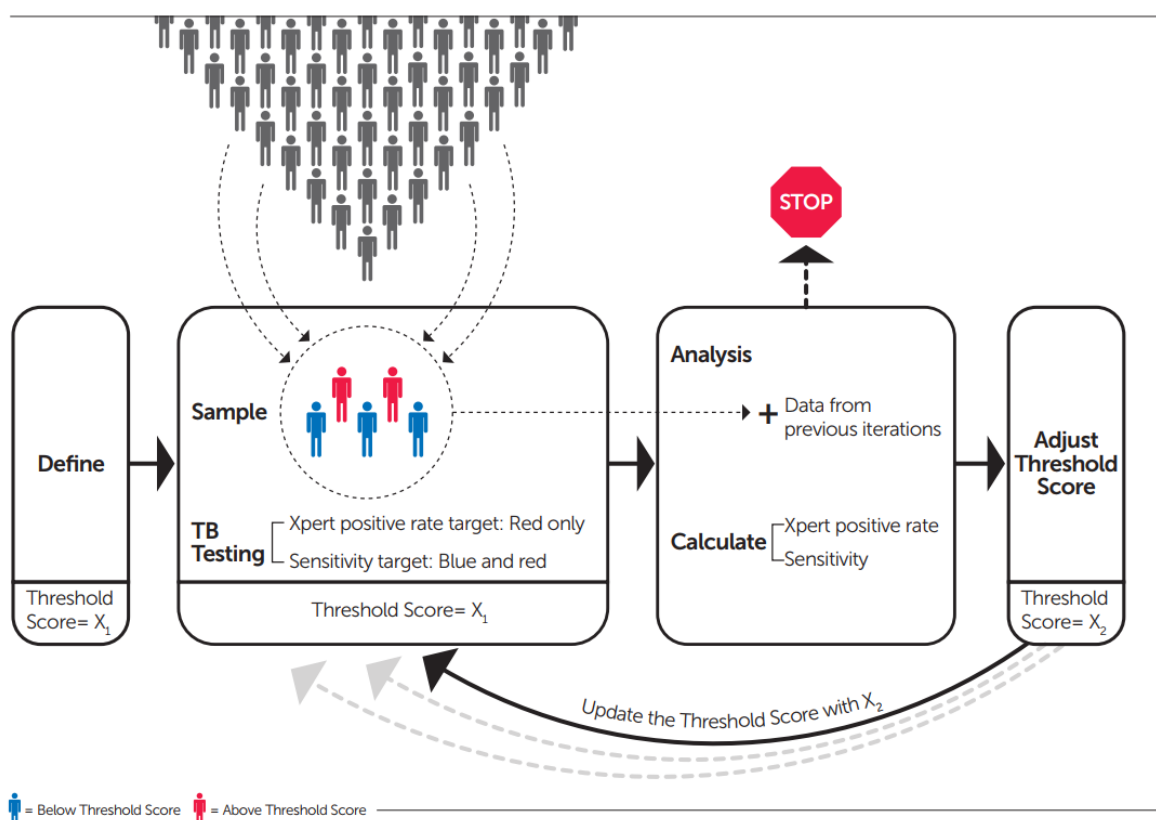 STOP
Define
Threshold
Score= X₁
Sample
TB
Testing
Xpert positive rate target: Red only
Sensitivity target: Blue and red
Threshold Score= X₁
Analysis
+ Data from
previous iterations
Calculate
Xpert positive rate
Sensitivity
Adjust
Threshold
Score
Threshold
Score= X₂
Update the Threshold Score with X₂
= Below Threshold Score
= Above Threshold Score